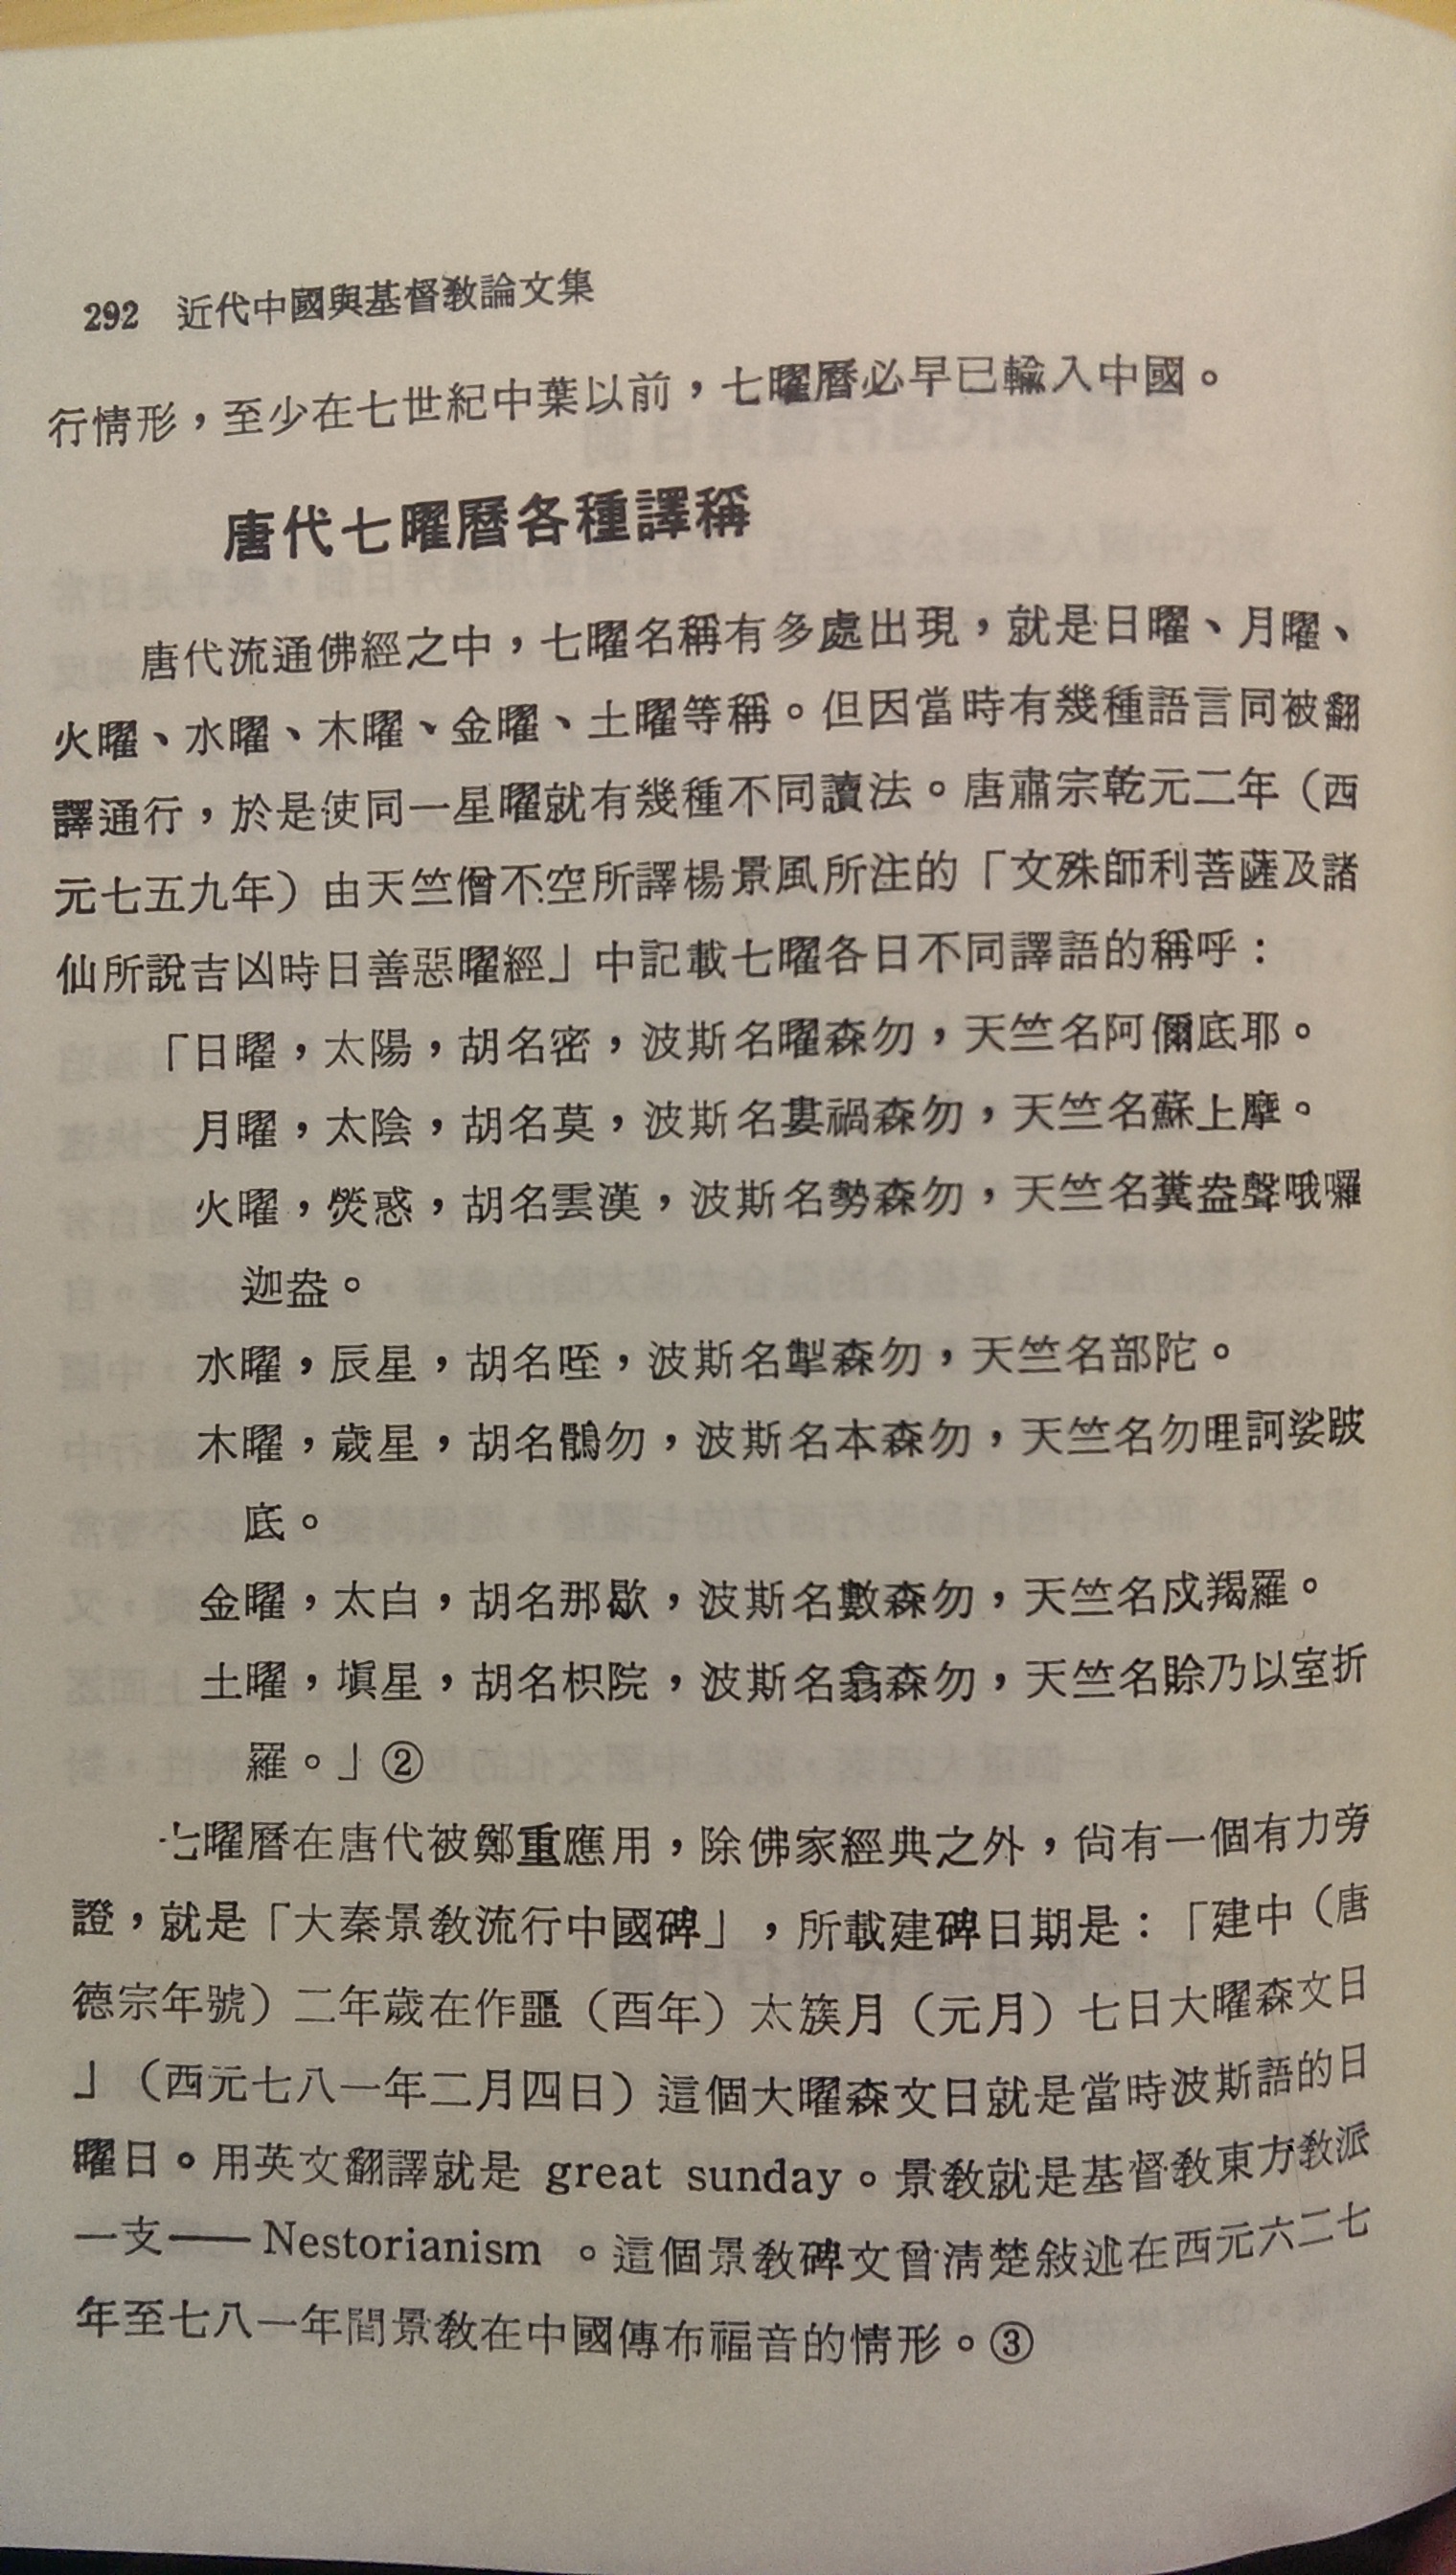 292 近代中國與基督敎論文集
行情形，至少在七世紀中葉以前，七曜曆必早已輸入中國。
唐代七曜曆各種譯稱
唐代流通佛經之中，七曜名稱有多處出現，就是日曜、月曜、
火曜、水曜、木曜、金曜、土曜等稱。但因當時有幾種語言同被翻
譯通行，於是使同一星曜就有幾種不同讀法。唐肅宗乾元二年（西
元七五九年）由天竺僧不空所譯楊景風所注的「文殊師利菩薩及諸
仙所說吉凶時日善惡曜經」中記載七曜各日不同譯語的稱呼：
「日曜，太陽，胡名密，波斯名曜森勿，天竺名阿儞底耶。
月曜，太陰，胡名莫，波斯名婁禍森勿，天竺名蘇上摩。
火曜，熒惑，胡名雲漢，波斯名勢森勿，天竺名糞盎聲哦囉
迦盎。
水曜，辰星，胡名咥，波斯名掣森勿，天竺名部陀。
木曜，歲星，胡名鶻勿，波斯名本森勿，天竺名勿哩訶娑跛
底。
金曜，太白，胡名那歇，波斯名數森勿，天竺名戍羯羅。
土曜，塡星，胡名枳院，波斯名翕森勿，天竺名賒乃以室折
羅。」②
七曜曆在唐代被鄭重應用，除佛家經典之外，尙有一個有力旁
證，就是「大秦景敎流行中國碑」，所載建碑日期是：「建中（唐
德宗年號）二年歲在作噩（酉年）太簇月（元月）七日大曜森文日
」（西元七八一年二月四日）這個大曜森文日就是當時波斯語的日
曜日。用英文翻譯就是 great sunday。景敎就是基督敎東方敎派
一支—— Nestorianism 。這個景敎碑文曾淸楚敍述在西元六二七
年至七八一年間景敎在中國傳布福音的情形。③